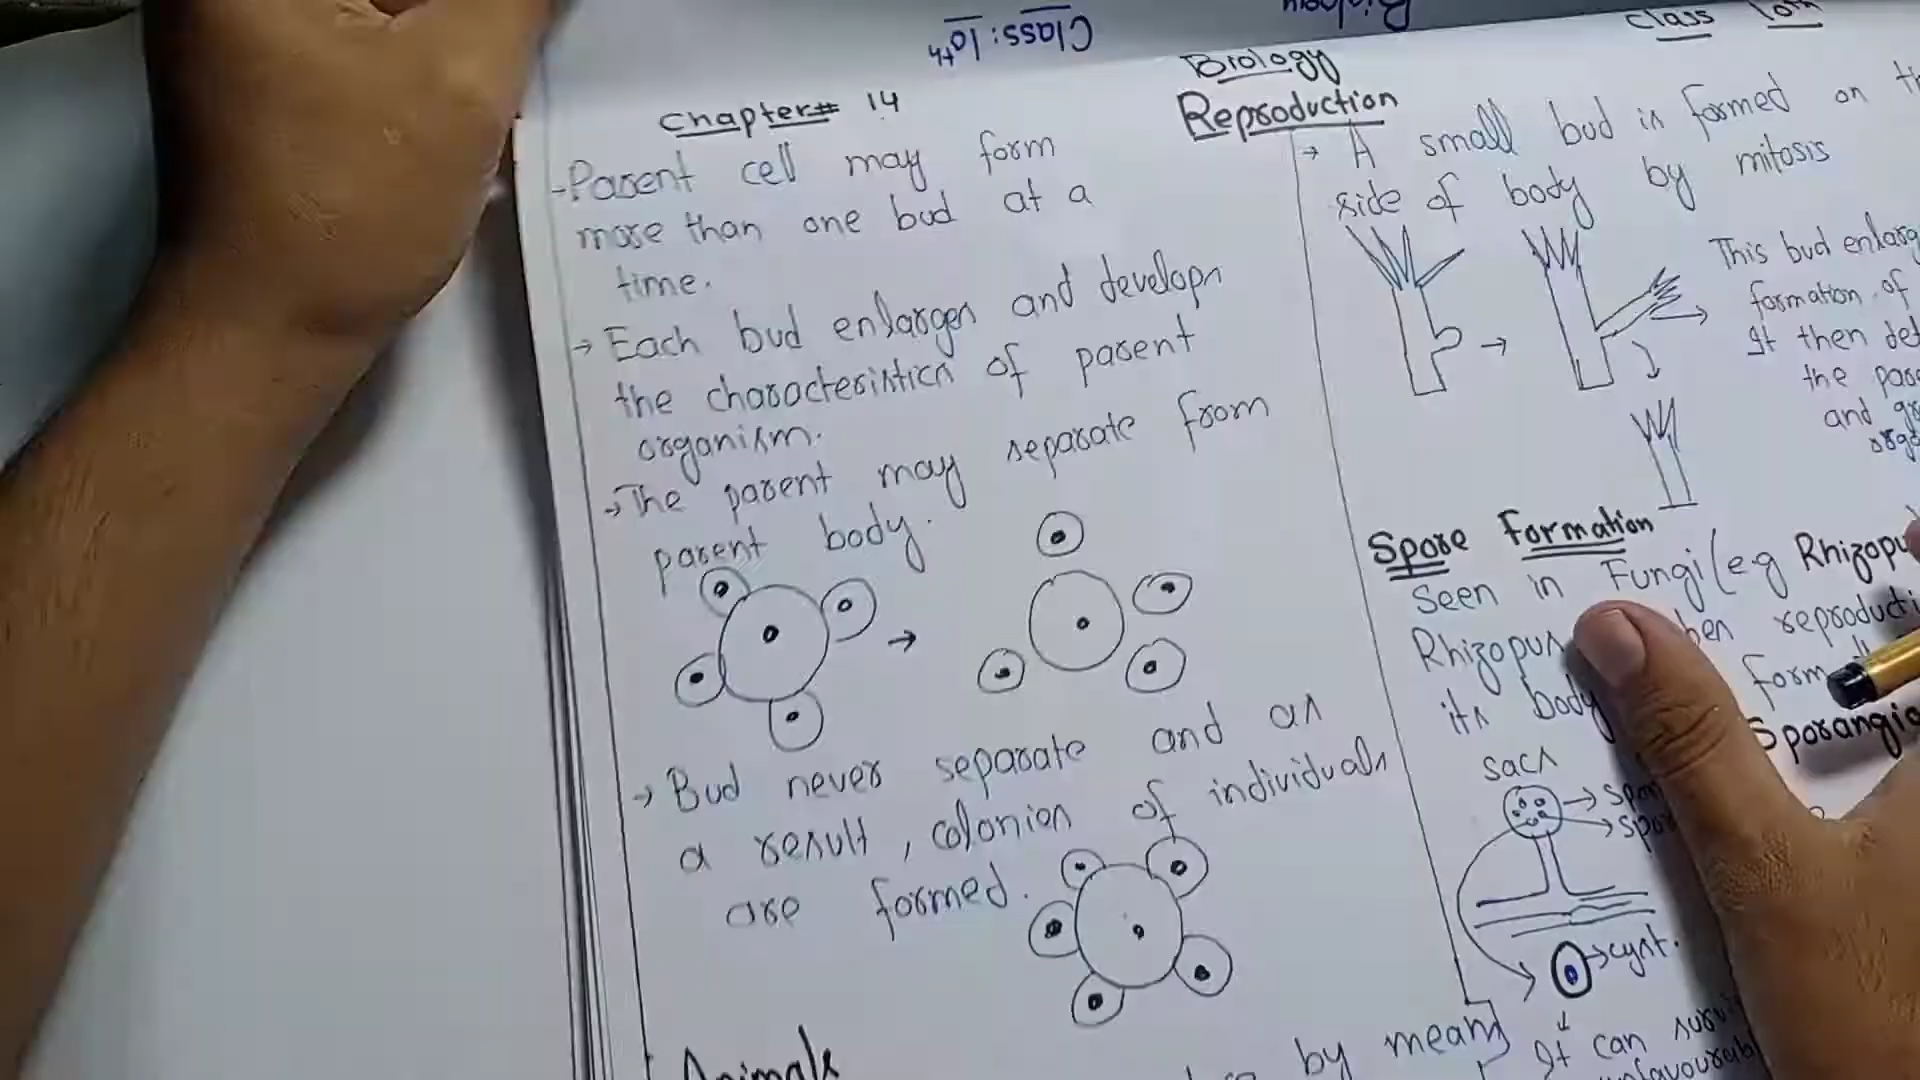 Class: 10th
Biology
Class 10th
Biology
Chapter# 14
Reproduction
-Parent cell may form
more than one bud at a
time.
→ Each bud enlarges and develops
the characteristics of parent
organism.
→ The parent may separate from
parent body.
→ Bud never separate and as
a result, colonies of individuals
are formed.
Animals
→ A small bud is formed on
side of body by mitosis
This bud
formation of
It then
the
and
Spore Formation
Seen in Fungi (e.g
Rhizopus
its body
sacs
→ cyst.
by means
It can